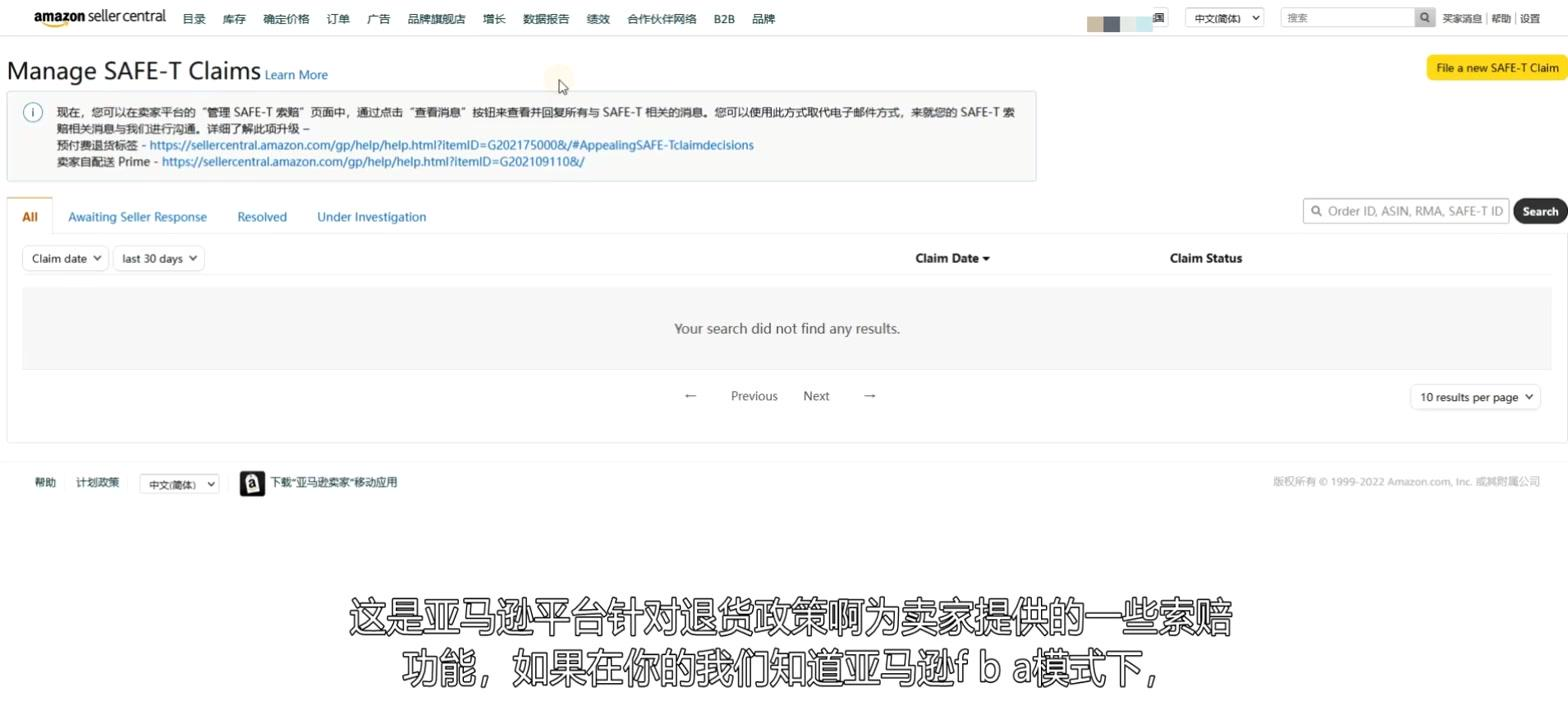 amazon seller central 目录 库存 确定价格 订单 广告 品牌旗舰店 增长 数据报告 绩效 合作伙伴网络 B2B 品牌 国 中文(简体) 搜索 买家消息 | 帮助 | 设置
Manage SAFE-T Claims Learn More
File a new SAFE-T Claim
现在，您可以在卖家平台的“管理 SAFE-T 索赔”页面中，通过点击“查看消息”按钮来查看并回复所有与 SAFE-T 相关的消息。您可以使用此方式取代电子邮件方式，来就您的 SAFE-T 索
赔相关消息与我们进行沟通。详细了解此项升级 –
预付费退货标签 - https://sellercentral.amazon.com/gp/help/help.html?itemID=G202175000&/#AppealingSAFE-Tclaimdecisions
卖家自配送 Prime - https://sellercentral.amazon.com/gp/help/help.html?itemID=G202109110&/
All Awaiting Seller Response Resolved Under Investigation
Order ID, ASIN, RMA, SAFE-T ID Search
Claim date last 30 days Claim Date Claim Status
Your search did not find any results.
← Previous Next →
10 results per page
帮助 计划政策 中文(简体) a 下载“亚马逊卖家”移动应用
版权所有 © 1999-2022 Amazon.com, Inc. 或其附属公司
这是亚马逊平台针对退货政策啊为卖家提供的一些索赔
功能，如果在你的我们知道亚马逊f b a模式下，